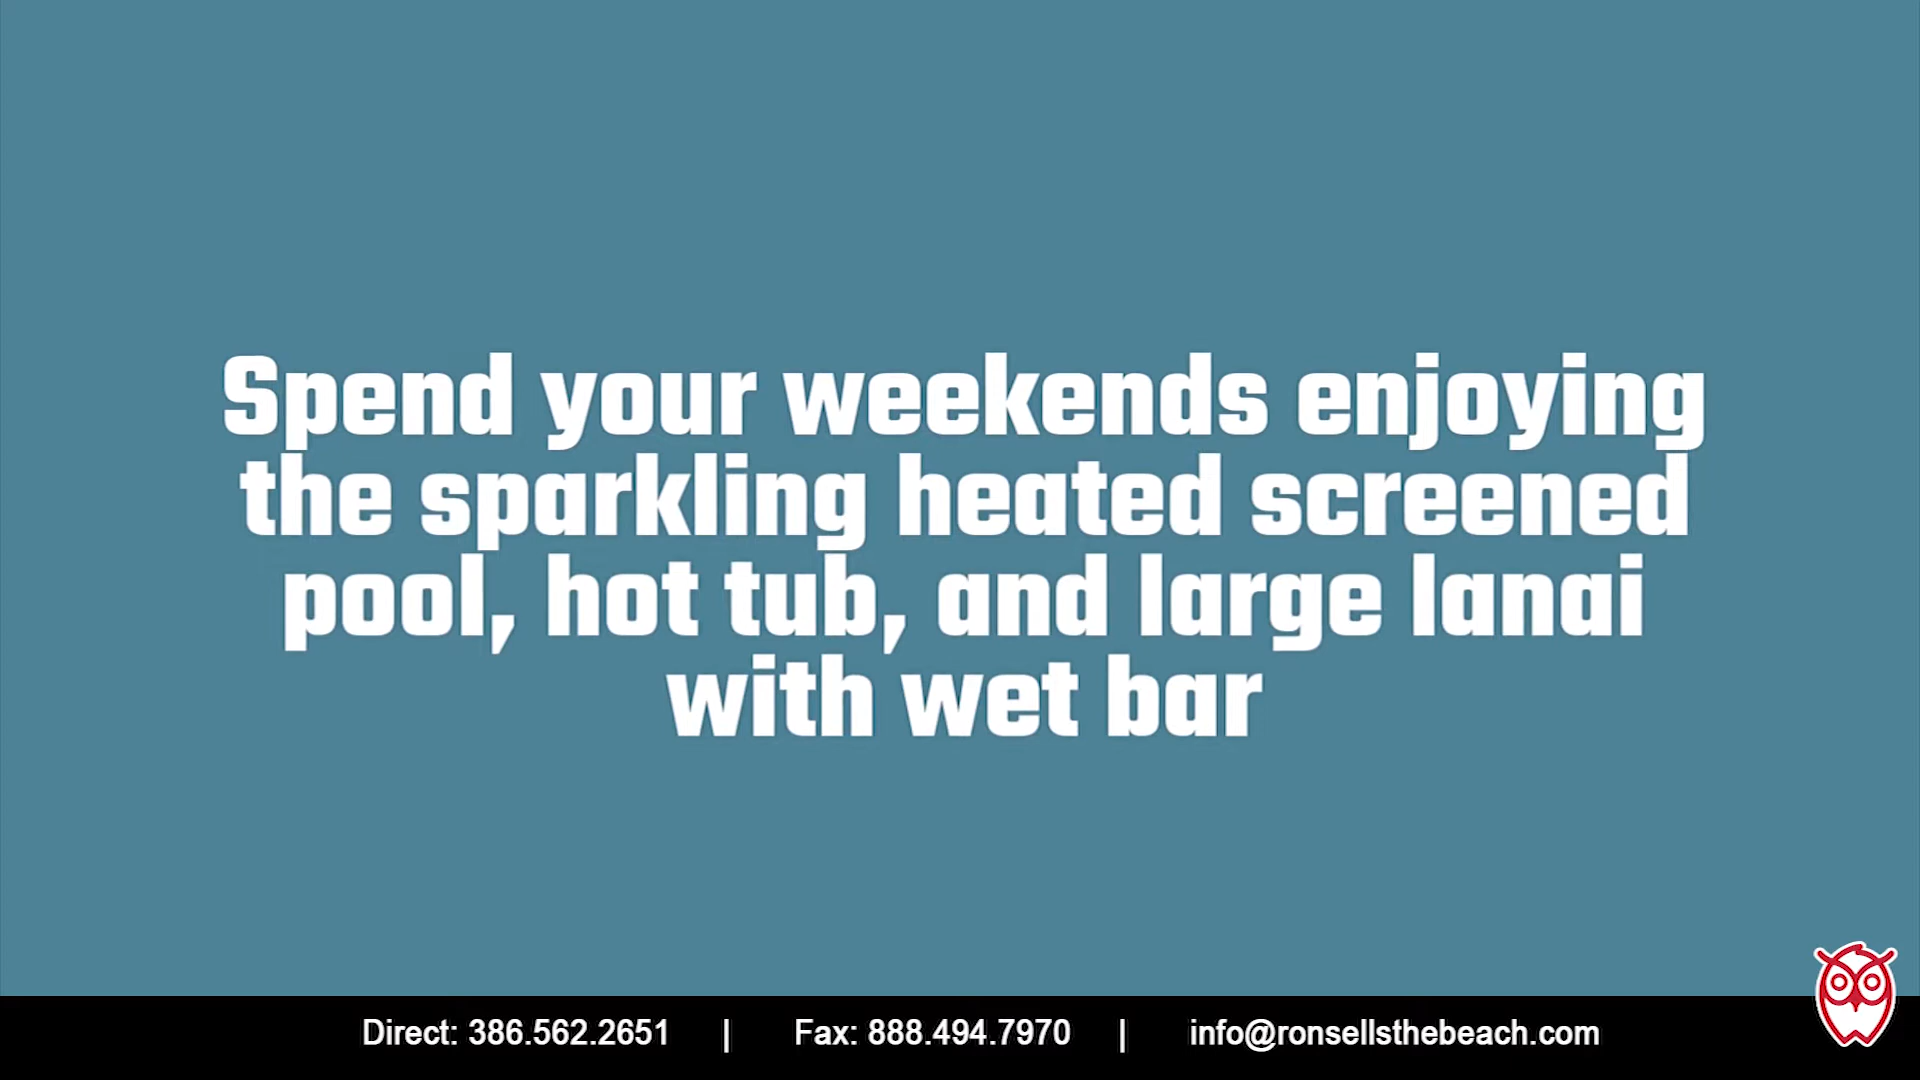 Spend your weekends enjoying
the sparkling heated screened
pool, hot tub, and large lanai
with wet bar
Direct: 386.562.2651 | Fax: 888.494.7970 | info@ronsellsthebeach.com